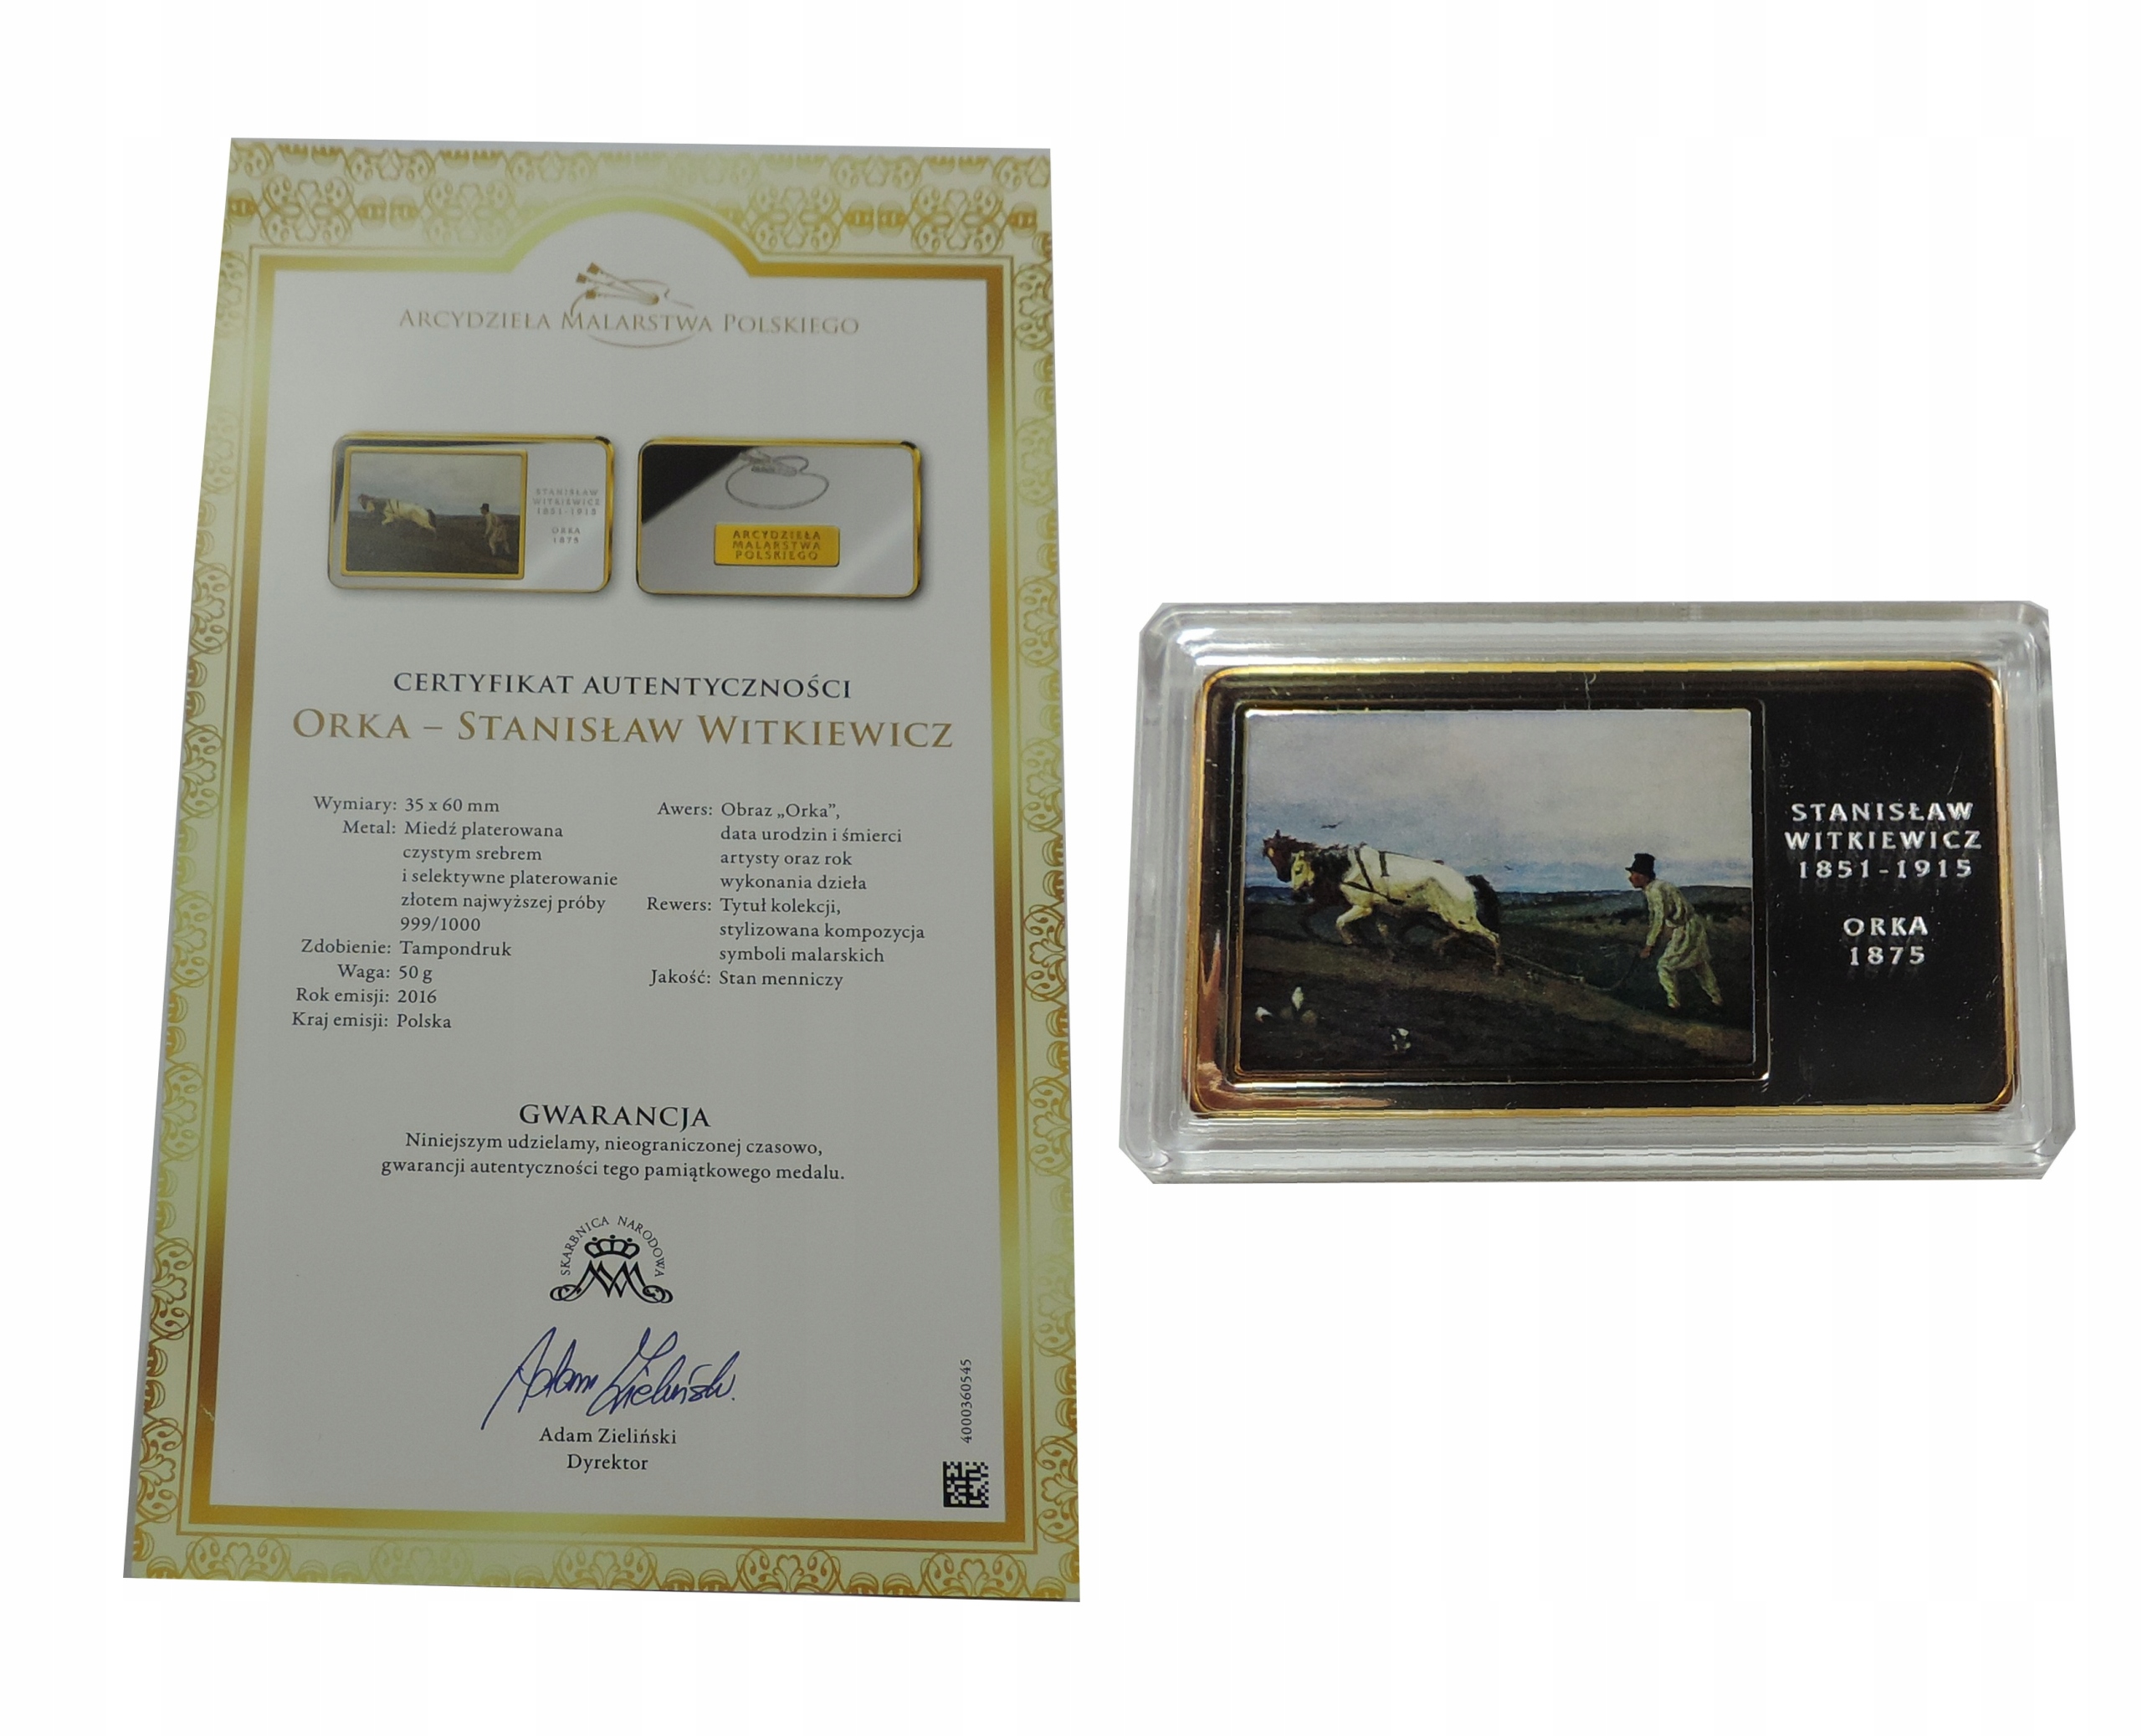 ARCYDZIEŁA MALARSTWA POLSKIEGO
STANISŁAW
WITKIEWICZ
1851-1915
ORKA
1875
ARCYDZIEŁA
MALARSTWA
POLSKIEGO
CERTYFIKAT AUTENTYCZNOŚCI
ORKA – STANISŁAW WITKIEWICZ
Wymiary: 35 x 60 mm
Metal: Miedź platerowana
czystym srebrem
i selektywne platerowanie
złotem najwyższej próby
999/1000
Zdobienie: Tampondruk
Waga: 50 g
Rok emisji: 2016
Kraj emisji: Polska
Awers: Obraz „Orka”,
data urodzin i śmierci
artysty oraz rok
wykonania dzieła
Rewers: Tytuł kolekcji,
stylizowana kompozycja
symboli malarskich
Jakość: Stan menniczy
GWARANCJA
Niniejszym udzielamy, nieograniczonej czasowo,
gwarancji autentyczności tego pamiątkowego medalu.
SKARBNICA NARODOWA
Adam Zieliński
Adam Zieliński
Dyrektor
4000360545
STANISŁAW
WITKIEWICZ
1851-1915
ORKA
1875